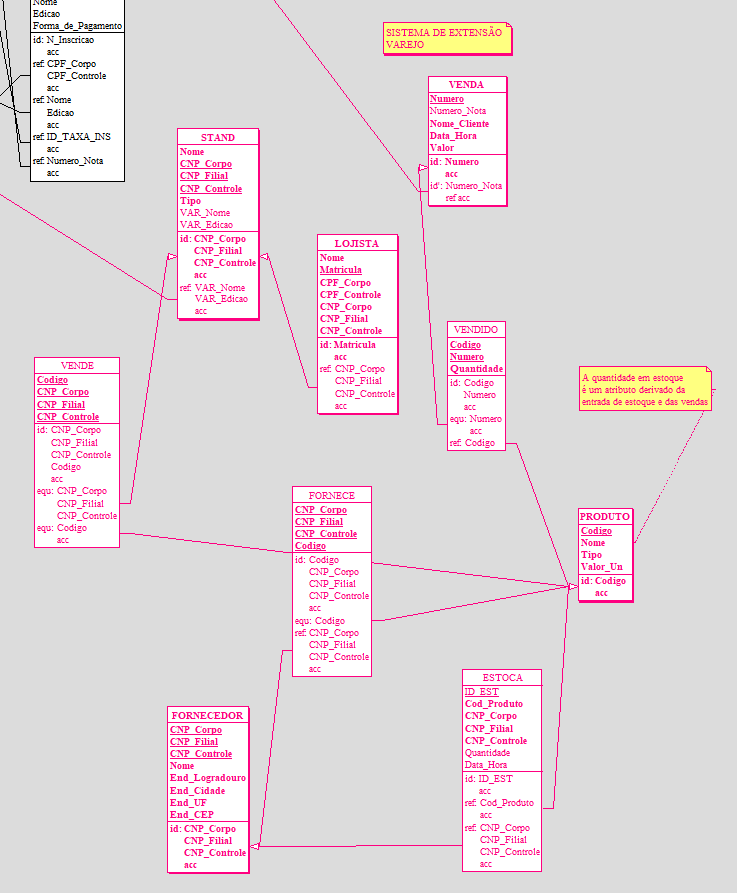 Nome
Edicao
Forma_de_Pagamento
id: N_Inscricao
acc
ref: CPF_Corpo
CPF_Controle
acc
ref: Nome
Edicao
acc
ref: ID_TAXA_INS
acc
ref: Numero_Nota
acc
SISTEMA DE EXTENSÃO
VAREJO
VENDA
Numero
Numero_Nota
Nome_Cliente
Data_Hora
Valor
id: Numero
acc
id': Numero_Nota
ref acc
STAND
Nome
CNP_Corpo
CNP_Filial
CNP_Controle
Tipo
VAR_Nome
VAR_Edicao
id: CNP_Corpo
CNP_Filial
CNP_Controle
acc
ref: VAR_Nome
VAR_Edicao
acc
LOJISTA
Nome
Matricula
CPF_Corpo
CPF_Controle
CNP_Corpo
CNP_Filial
CNP_Controle
id: Matricula
acc
ref: CNP_Corpo
CNP_Filial
CNP_Controle
acc
VENDIDO
Codigo
Numero
Quantidade
id: Codigo
Numero
acc
equ: Numero
acc
ref: Codigo
VENDE
Codigo
CNP_Corpo
CNP_Filial
CNP_Controle
id: CNP_Corpo
CNP_Filial
CNP_Controle
Codigo
acc
equ: CNP_Corpo
CNP_Filial
CNP_Controle
equ: Codigo
acc
A quantidade em estoque
é um atributo derivado da
entrada de estoque e das vendas
FORNECE
CNP_Corpo
CNP_Filial
CNP_Controle
Codigo
id: Codigo
CNP_Corpo
CNP_Filial
CNP_Controle
acc
equ: Codigo
ref: CNP_Corpo
CNP_Filial
CNP_Controle
acc
PRODUTO
Codigo
Nome
Tipo
Valor_Un
id: Codigo
acc
FORNECEDOR
CNP_Corpo
CNP_Filial
CNP_Controle
Nome
End_Logradouro
End_Cidade
End_UF
End_CEP
id: CNP_Corpo
CNP_Filial
CNP_Controle
acc
ESTOCA
ID_EST
Cod_Produto
CNP_Corpo
CNP_Filial
CNP_Controle
Quantidade
Data_Hora
id: ID_EST
acc
ref: Cod_Produto
acc
ref: CNP_Corpo
CNP_Filial
CNP_Controle
acc